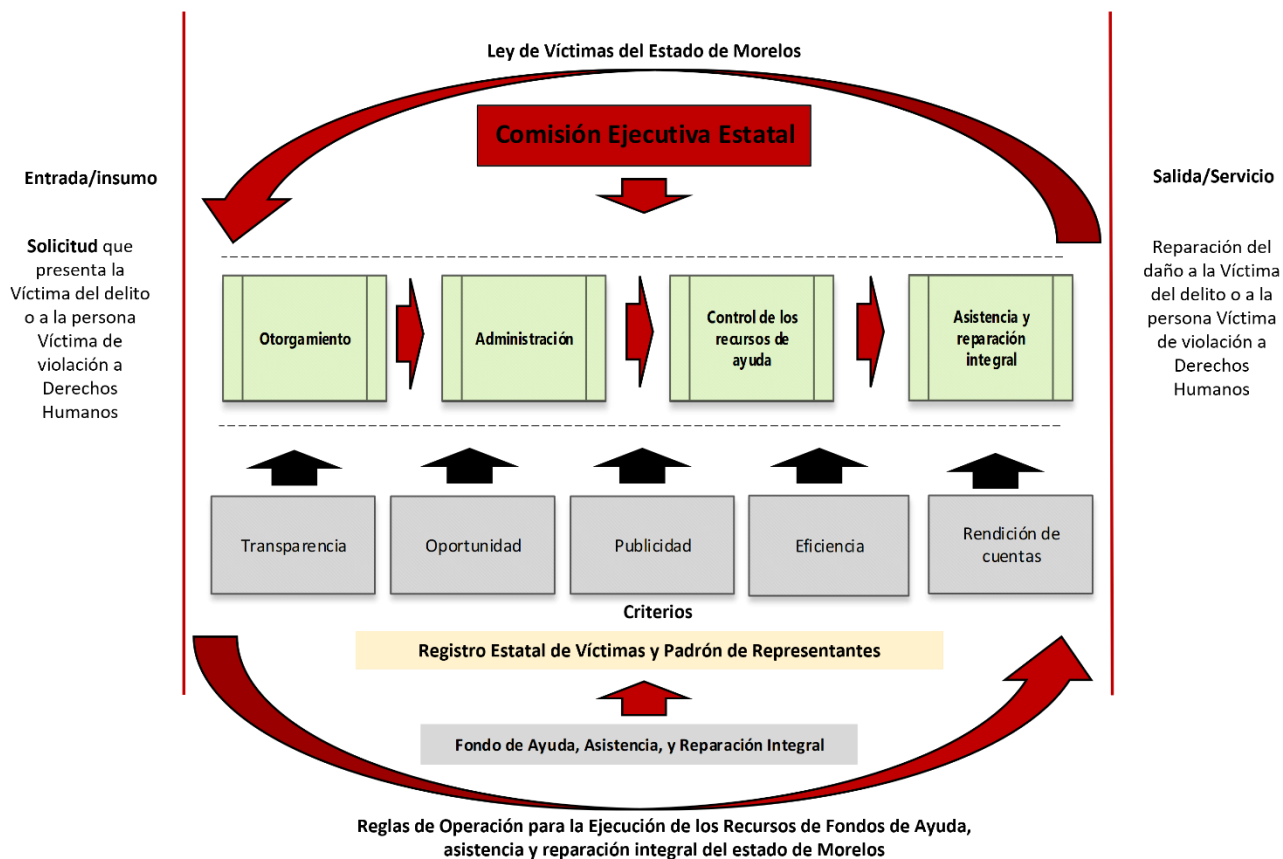 Ley de Víctimas del Estado de Morelos
Comisión Ejecutiva Estatal
Entrada/insumo
Solicitud que
presenta la
Víctima del delito
o a la persona
Víctima de
violación a
Derechos
Humanos
Otorgamiento
Administración
Control de los
recursos de
ayuda
Asistencia y
reparación
integral
Salida/Servicio
Reparación del
daño a la Víctima
del delito o a la
persona Víctima
de violación a
Derechos
Humanos
Transparencia
Oportunidad
Publicidad
Eficiencia
Rendición de
cuentas
Criterios
Registro Estatal de Víctimas y Padrón de Representantes
Fondo de Ayuda, Asistencia, y Reparación Integral
Reglas de Operación para la Ejecución de los Recursos de Fondos de Ayuda,
asistencia y reparación integral del estado de Morelos